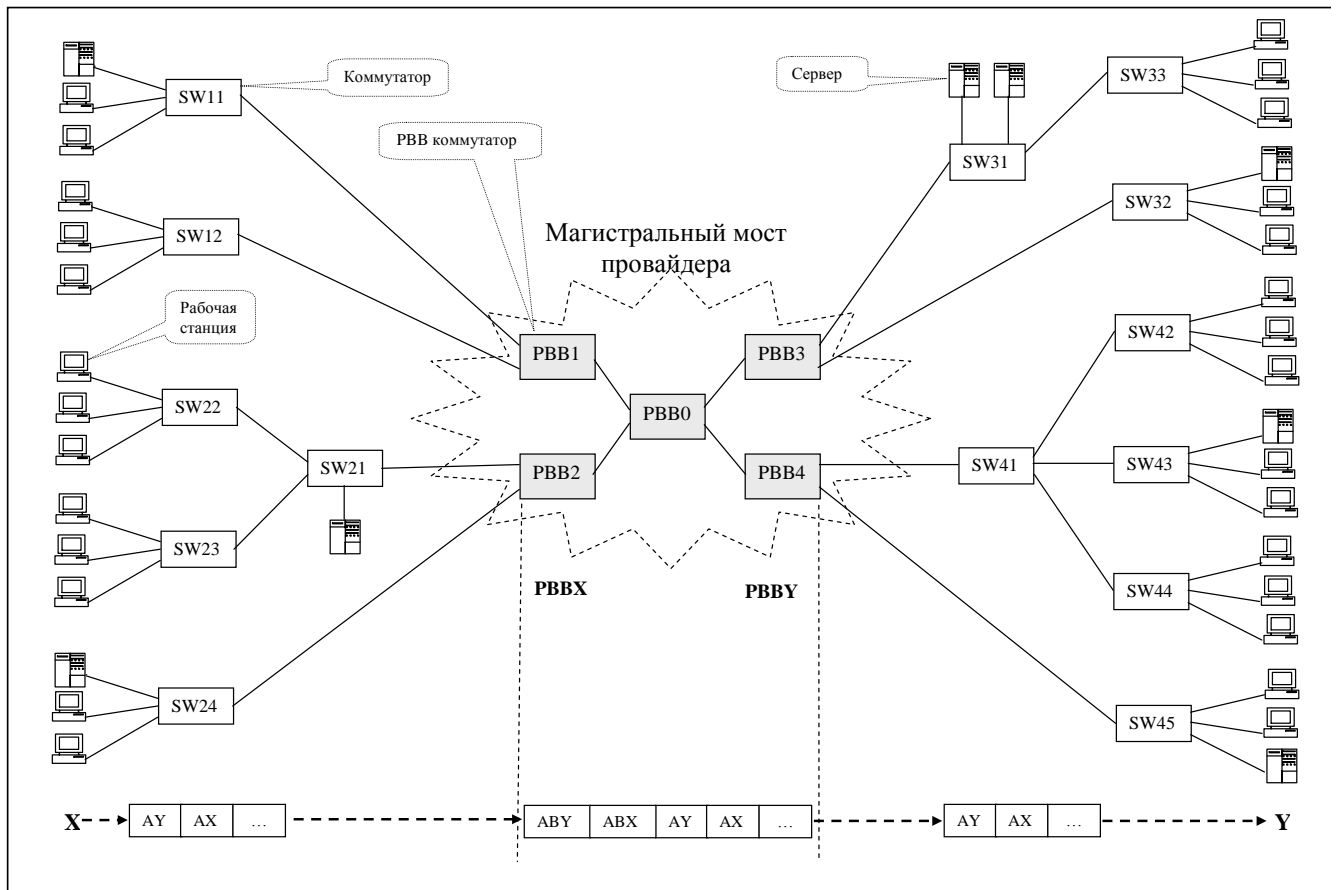 Коммутатор
Сервер
SW33
SW11
РВВ коммутатор
SW31
SW32
SW12
Магистральный мост
провайдера
Рабочая
станция
SW42
PBB1
PBB3
SW22
PBB0
SW21
PBB2
PBB4
SW41
SW43
SW23
PBBX
PBBY
SW44
SW24
SW45
X AY AX … ABY ABX AY AX … AY AX … Y